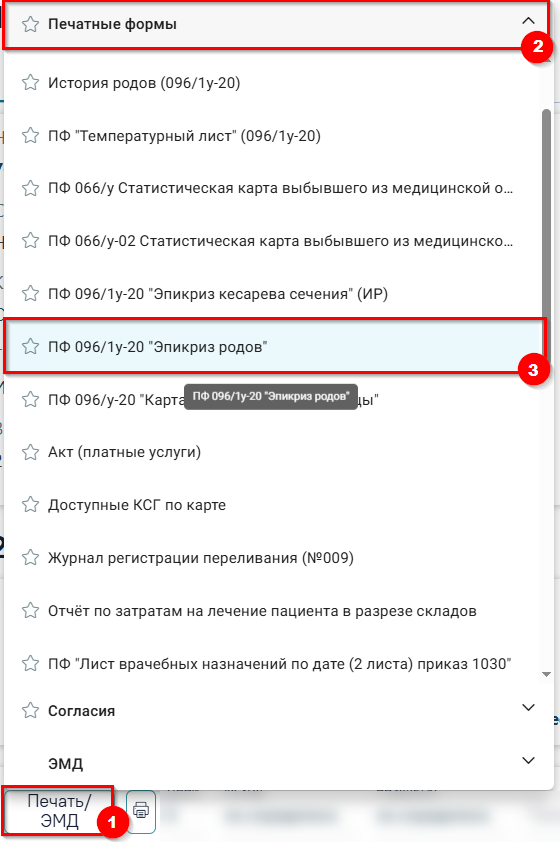 Печатные формы
2
История родов (096/1у-20)
ПФ "Температурный лист" (096/1у-20)
ПФ 066/у Статистическая карта выбывшего из медицинской о...
ПФ 066/у-02 Статистическая карта выбывшего из медицинско...
ПФ 096/1у-20 "Эпикриз кесарева сечения" (ИР)
ПФ 096/1у-20 "Эпикриз родов"
3
ПФ 096/1у-20 "Эпикриз родов"
ПФ 096/у-20 "Карта цы"
Акт (платные услуги)
Доступные КСГ по карте
Журнал регистрации переливания (№009)
Отчёт по затратам на лечение пациента в разрезе складов
ПФ "Лист врачебных назначений по дате (2 листа) приказ 1030"
Согласия
ЭМД
Печать/
ЭМД
1